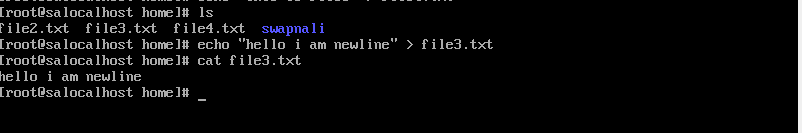 [root@salocalhost home]# ls
file2.txt  file3.txt  file4.txt  swapnali
[root@salocalhost home]# echo "hello i am newline" > file3.txt
[root@salocalhost home]# cat file3.txt
hello i am newline
[root@salocalhost home]# _